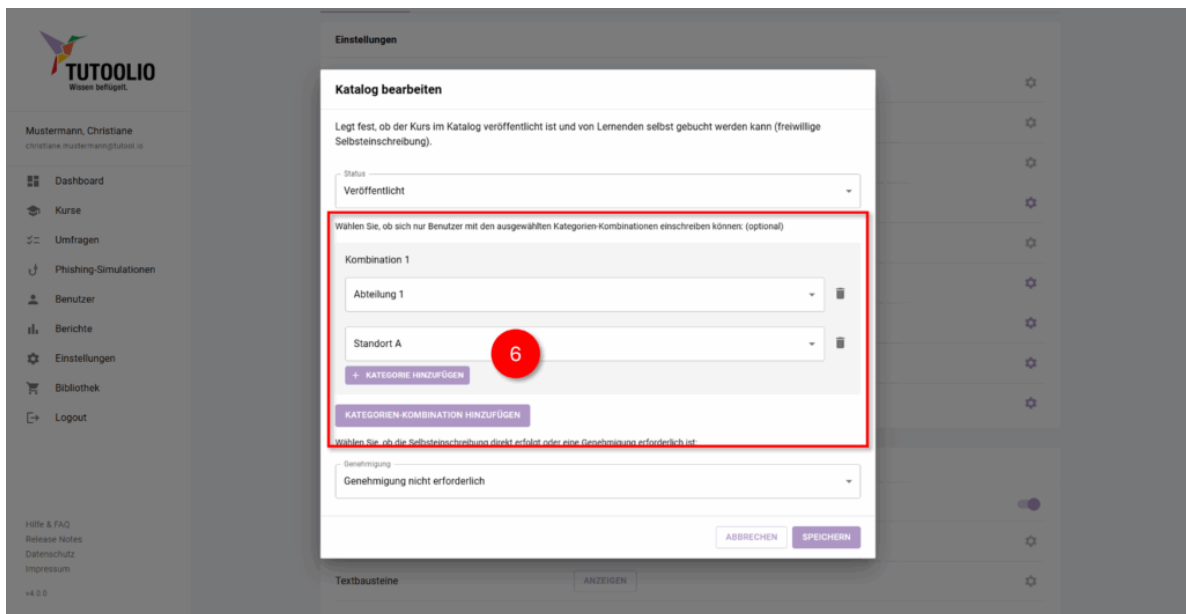 TUTOOLIO
Wissen beflügelt.
Mustermann, Christiane
christiane.mustermann@tutool.io
Dashboard
Kurse
Umfragen
Phishing-Simulationen
Benutzer
Berichte
Einstellungen
Bibliothek
Logout
Hilfe & FAQ
Release Notes
Datenschutz
Impressum
v4.0.0
Einstellungen
Katalog bearbeiten
Legt fest, ob der Kurs im Katalog veröffentlicht ist und von Lernenden selbst gebucht werden kann (freiwillige
Selbsteinschreibung).
Status
Veröffentlicht
Wählen Sie, ob sich nur Benutzer mit den ausgewählten Kategorien-Kombinationen einschreiben können: (optional)
Kombination 1
Abteilung 1
Standort A
6
+ KATEGORIE HINZUFÜGEN
KATEGORIEN-KOMBINATION HINZUFÜGEN
Wählen Sie, ob die Selbsteinschreibung direkt erfolgt oder eine Genehmigung erforderlich ist:
Genehmigung
Genehmigung nicht erforderlich
ABBRECHEN
SPEICHERN
Textbausteine
ANZEIGEN